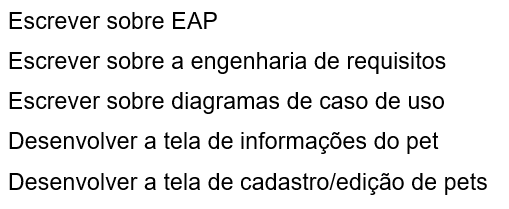 Escrever sobre EAP
Escrever sobre a engenharia de requisitos
Escrever sobre diagramas de caso de uso
Desenvolver a tela de informações do pet
Desenvolver a tela de cadastro/edição de pets